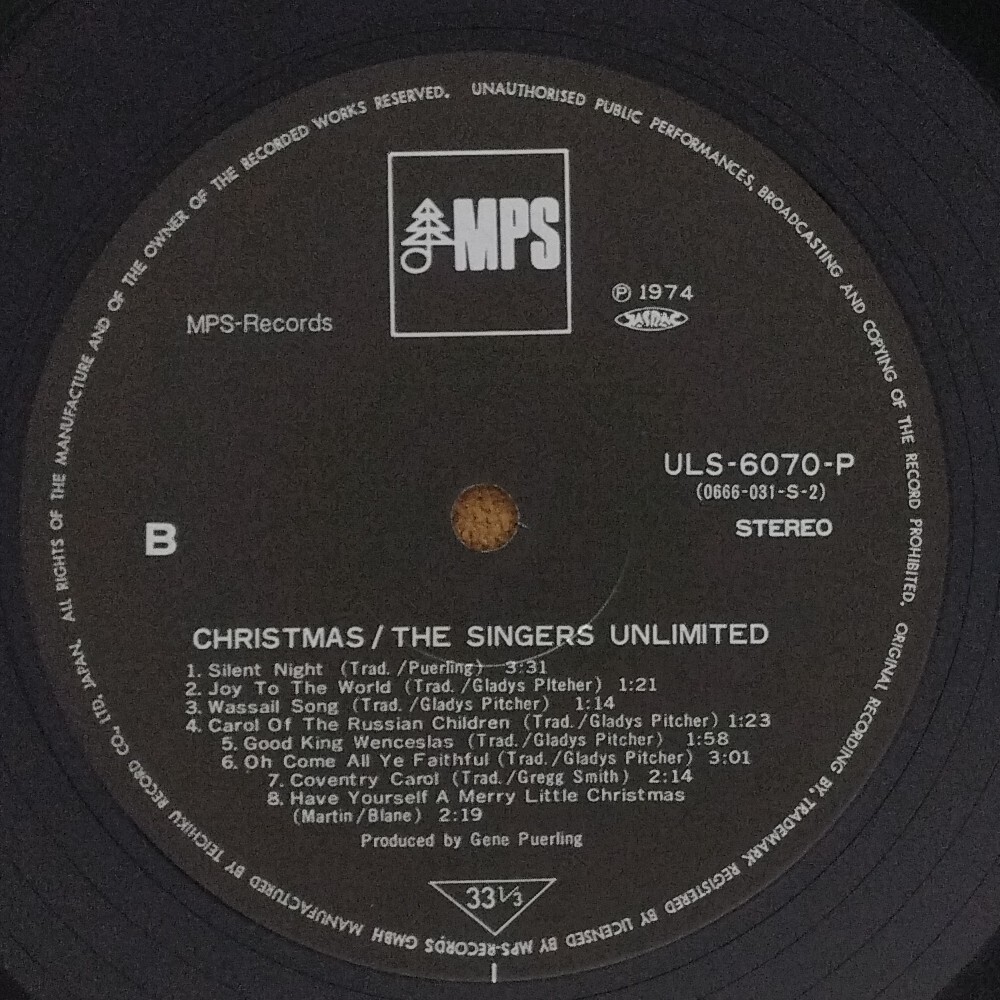 ALL RIGHTS OF THE MANUFACTURE AND OF THE OWNER OF THE RECORDED WORKS RESERVED. UNAUTHORISED PUBLIC PERFORMANCES, BROADCASTING AND COPYING OF THE RECORD PROHIBITED. ORIGINAL RECORDING BY, TRADEMARK REGISTERED BY LICENSED BY MPS-RECORDS GMBH MANUFACTURED BY TEICHIKU RECORD CO., LTD, JAPAN.
MPS
℗ 1974
MPS-Records
JASRAC
ULS-6070-P
(0666-031-S-2)
B
STEREO
CHRISTMAS / THE SINGERS UNLIMITED
1. Silent Night (Trad. /Puerling) 3:31
2. Joy To The World (Trad. /Gladys Plteher) 1:21
3. Wassail Song (Trad. /Gladys Pitcher) 1:14
4. Carol Of The Russian Children (Trad. /Gladys Pitcher) 1:23
5. Good King Wenceslas (Trad. /Gladys Pitcher) 1:58
6. Oh Come All Ye Faithful (Trad. /Gladys Pitcher) 3:01
7. Coventry Carol (Trad. /Gregg Smith) 2:14
8. Have Yourself A Merry Little Christmas
(Martin/Blane) 2:19
Produced by Gene Puerling
33 1/3